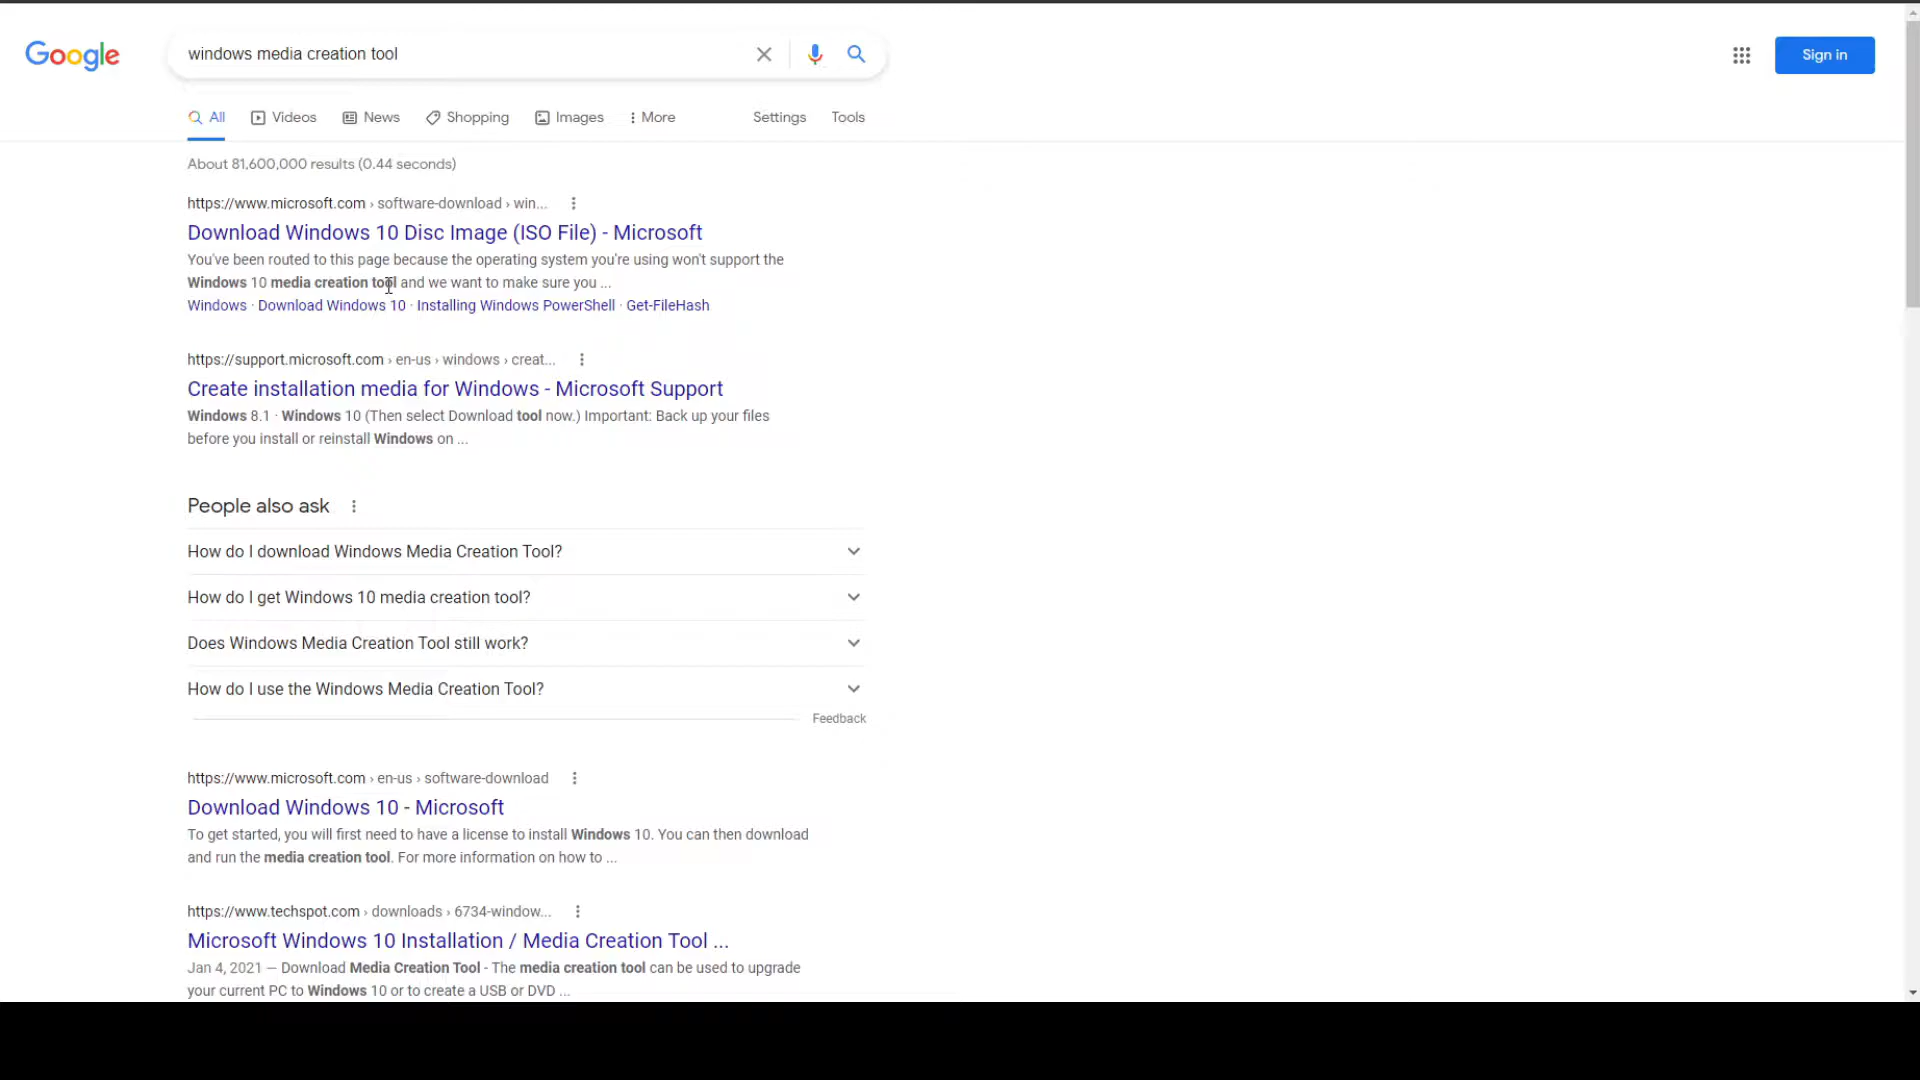 Google
windows media creation tool
Sign in
All Videos News Shopping Images More Settings Tools
About 81,600,000 results (0.44 seconds)
https://www.microsoft.com › software-download › win...
Download Windows 10 Disc Image (ISO File) - Microsoft
You've been routed to this page because the operating system you're using won't support the
Windows 10 media creation tool and we want to make sure you ...
Windows · Download Windows 10 · Installing Windows PowerShell · Get-FileHash
https://support.microsoft.com › en-us › windows › creat...
Create installation media for Windows - Microsoft Support
Windows 8.1 · Windows 10 (Then select Download tool now.) Important: Back up your files
before you install or reinstall Windows on ...
People also ask
How do I download Windows Media Creation Tool?
How do I get Windows 10 media creation tool?
Does Windows Media Creation Tool still work?
How do I use the Windows Media Creation Tool?
Feedback
https://www.microsoft.com › en-us › software-download
Download Windows 10 - Microsoft
To get started, you will first need to have a license to install Windows 10. You can then download
and run the media creation tool. For more information on how to ...
https://www.techspot.com › downloads › 6734-window...
Microsoft Windows 10 Installation / Media Creation Tool ...
Jan 4, 2021 — Download Media Creation Tool - The media creation tool can be used to upgrade
your current PC to Windows 10 or to create a USB or DVD ...